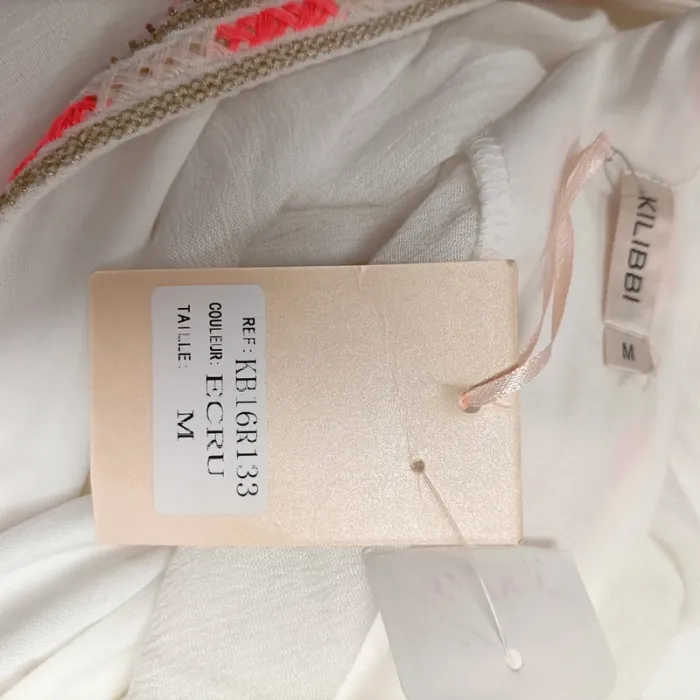 REF: KB16R133
COULEUR: ECRU
TAILLE: M
KILIBBI
M